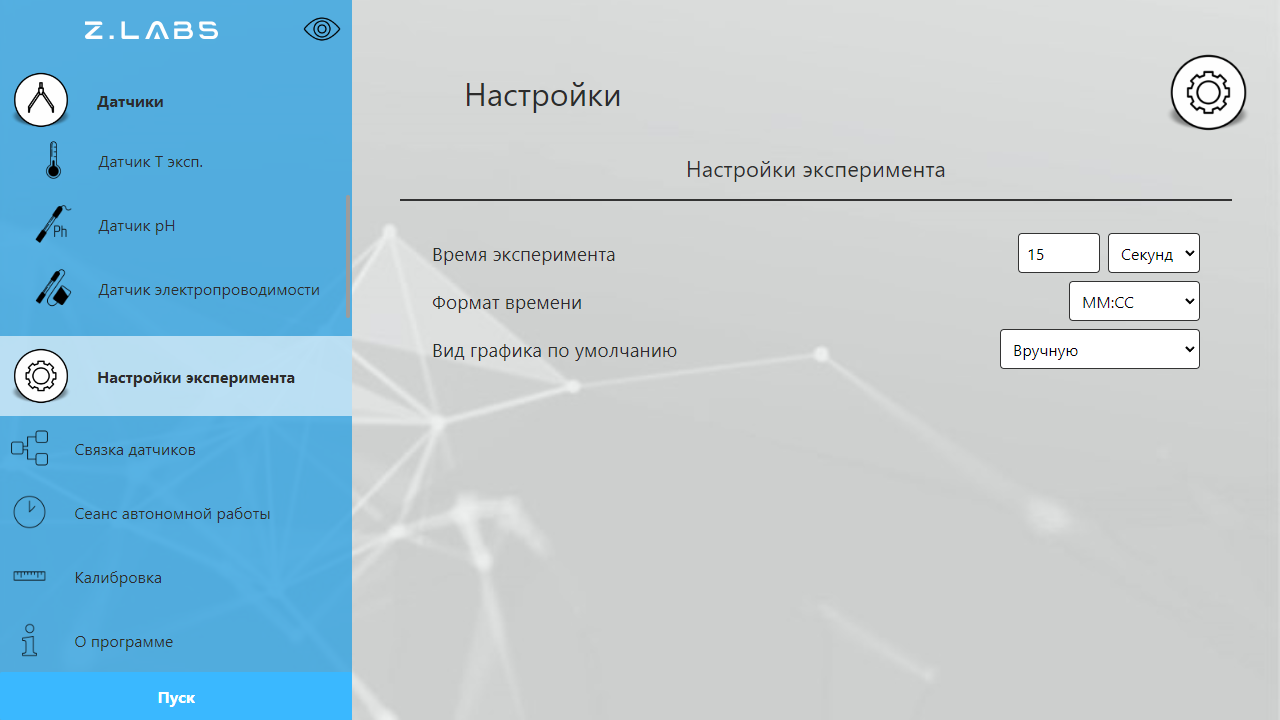 Z.LABS
Датчики
Датчик Т эксп.
Ph
Датчик pH
Датчик электропроводимости
Настройки эксперимента
Связка датчиков
Сеанс автономной работы
Калибровка
О программе
Пуск
Настройки
Настройки эксперимента
Время эксперимента 15 Секунд
Формат времени ММ:СС
Вид графика по умолчанию Вручную